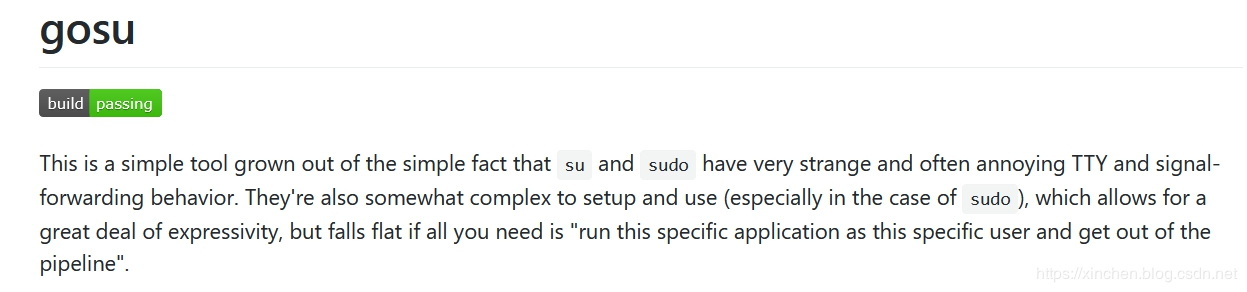 gosu
build passing
This is a simple tool grown out of the simple fact that su and sudo have very strange and often annoying TTY and signal-
forwarding behavior. They're also somewhat complex to setup and use (especially in the case of sudo), which allows for a
great deal of expressivity, but falls flat if all you need is "run this specific application as this specific user and get out of the
pipeline".
https://xinchen.blog.csdn.net